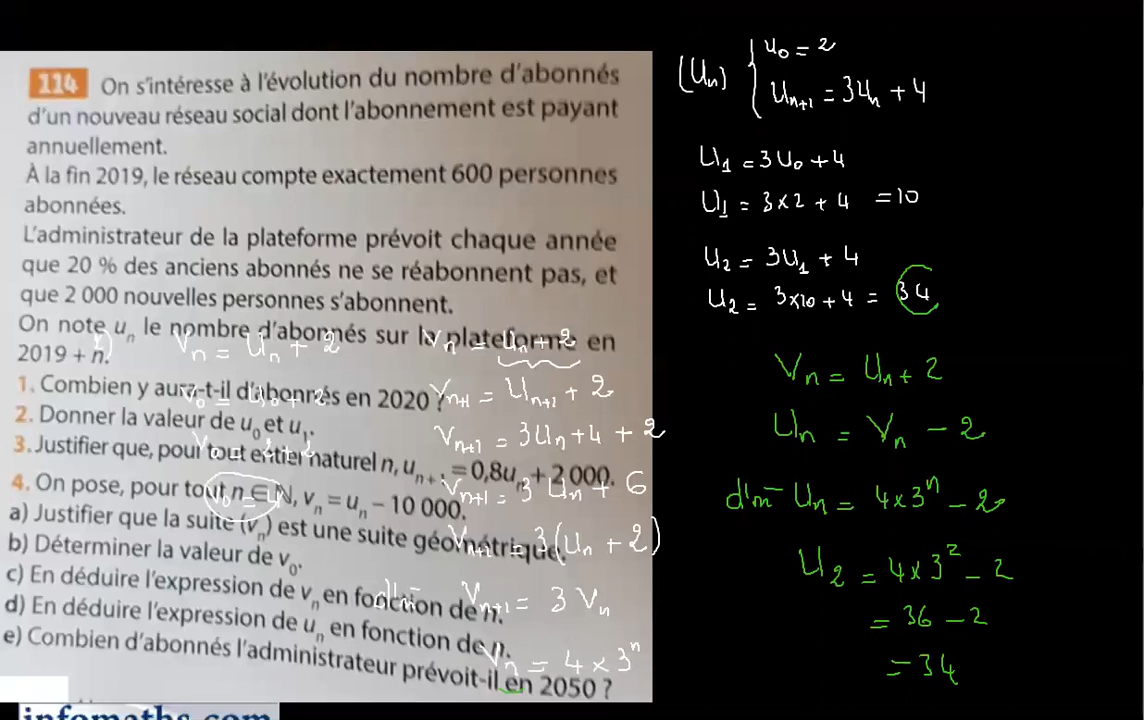 114 On s'intéresse à l'évolution du nombre d'abonnés
d'un nouveau réseau social dont l'abonnement est payant
annuellement.
À la fin 2019, le réseau compte exactement 600 personnes
abonnées.
L'administrateur de la plateforme prévoit chaque année
que 20 % des anciens abonnés ne se réabonnent pas, et
que 2 000 nouvelles personnes s'abonnent.
On note uₙ le nombre d'abonnés sur la plateforme en
2019 + n.
1. Combien y aura-t-il d'abonnés en 2020 ?
2. Donner la valeur de u₀ et u₁.
3. Justifier que, pour tout entier naturel n, uₙ₊₁ = 0,8uₙ + 2 000.
4. On pose, pour tout n ∈ ℕ, vₙ = uₙ − 10 000.
a) Justifier que la suite (vₙ) est une suite géométrique.
b) Déterminer la valeur de v₀.
c) En déduire l'expression de vₙ en fonction de n.
d) En déduire l'expression de uₙ en fonction de n.
e) Combien d'abonnés l'administrateur prévoit-il en 2050 ?
infomaths.com
Vₙ = Uₙ + 2
V₀ = U₀ + 2
Vₙ = Uₙ + 2
Vₙ₊₁ = Uₙ₊₁ + 2
Vₙ₊₁ = 3Uₙ + 4 + 2
Vₙ₊₁ = 3Uₙ + 6
Vₙ₊₁ = 3(Uₙ + 2)
Vₙ₊₁ = 3Vₙ
Vₙ = 4 × 3ⁿ
(Uₙ) { U₀ = 2
Uₙ₊₁ = 3Uₙ + 4
U₁ = 3U₀ + 4
U₁ = 3×2 + 4 = 10
U₂ = 3U₁ + 4
U₂ = 3×10 + 4 = 34
Vₙ = Uₙ + 2
Uₙ = Vₙ − 2
Uₙ = 4×3ⁿ − 2
U₂ = 4×3² − 2
= 36 − 2
= 34